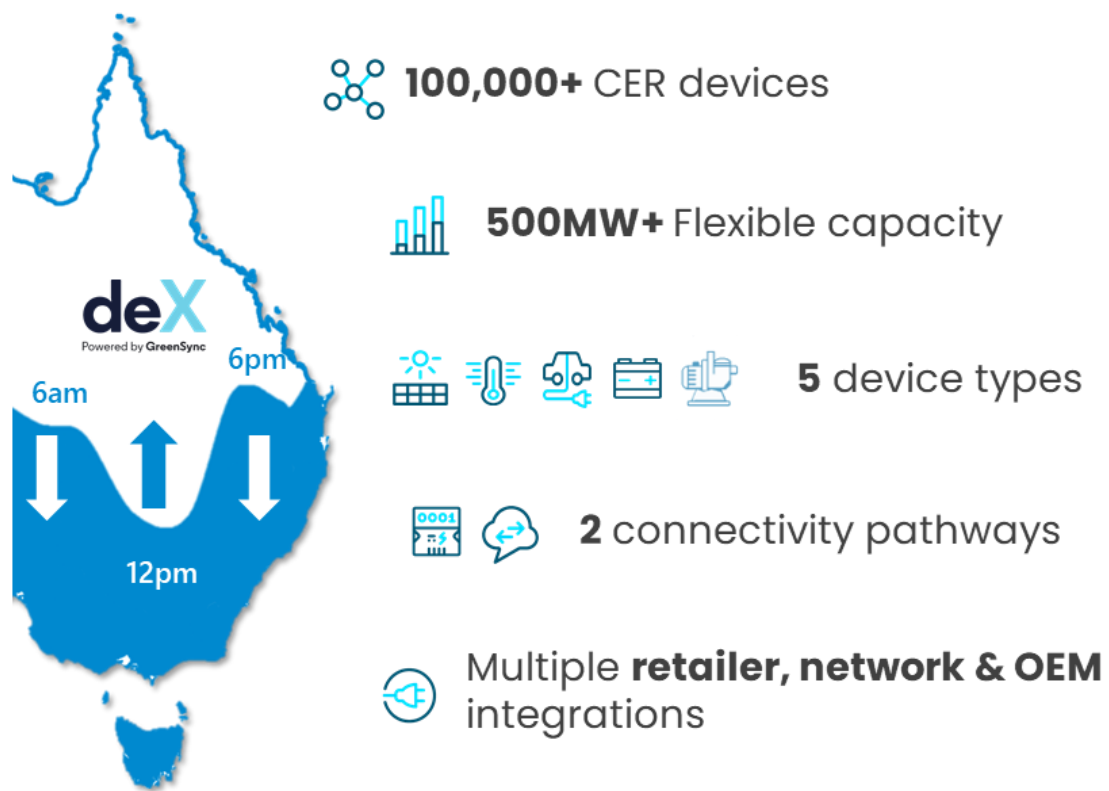 100,000+ CER devices
500MW+ Flexible capacity
deX
Powered by GreenSync
6pm
6am
5 device types
0001
2 connectivity pathways
12pm
Multiple retailer, network & OEM
integrations